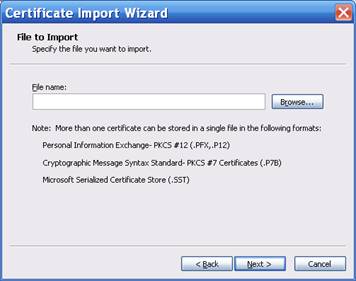 Certificate Import Wizard
File to Import
Specify the file you want to import.
File name:
Browse...
Note: More than one certificate can be stored in a single file in the following formats:
Personal Information Exchange- PKCS #12 (.PFX,.P12)
Cryptographic Message Syntax Standard- PKCS #7 Certificates (.P7B)
Microsoft Serialized Certificate Store (.SST)
< Back Next > Cancel